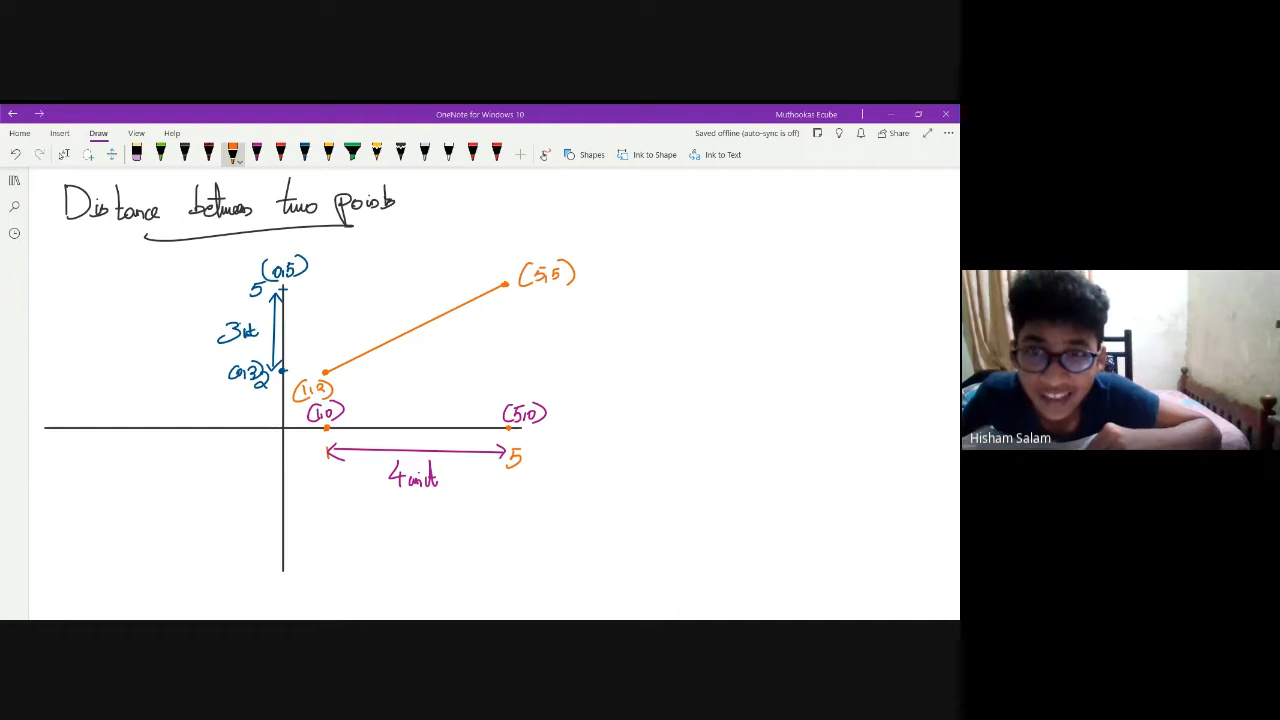 OneNote for Windows 10
Muthookas Ecube
Home Insert Draw View Help
Saved offline (auto-sync is off)
Share
Shapes
Ink to Shape
Ink to Text
Distance between two points
(0,5)
5
(5,5)
3
2
(1,2)
(1,0)
(5,0)
5
4 unit
Hisham Salam